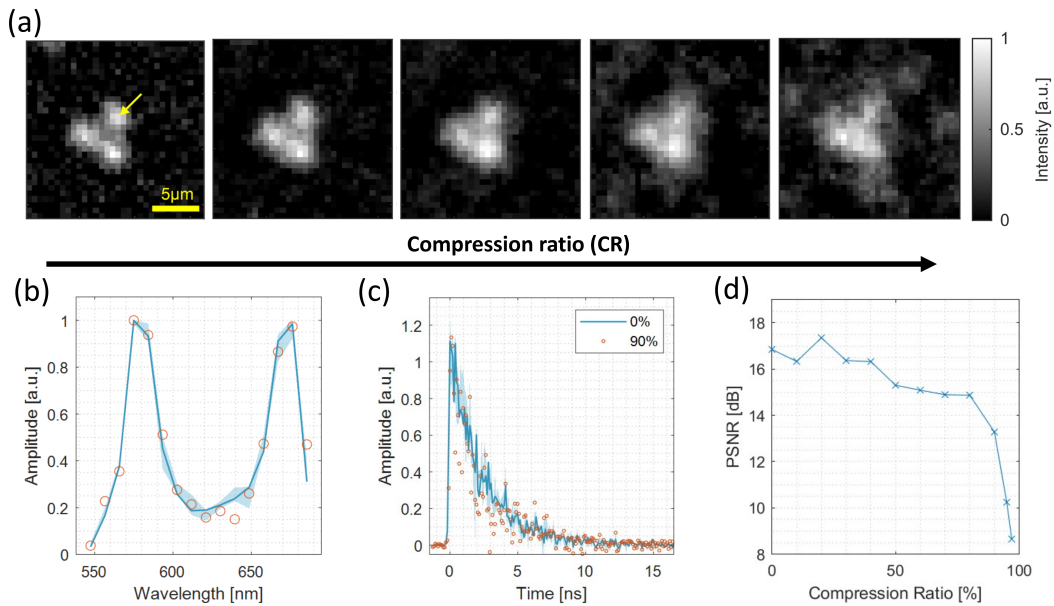 (a)
5µm
1
0.5
0
Intensity [a.u.]
Compression ratio (CR)
(b)
1
0.8
0.6
0.4
0.2
0
Amplitude [a.u.]
550
600
650
Wavelength [nm]
(c)
0%
90%
1.2
1
0.8
0.6
0.4
0.2
0
Amplitude [a.u.]
0
5
10
15
Time [ns]
(d)
18
16
14
12
10
8
PSNR [dB]
0
50
100
Compression Ratio [%]